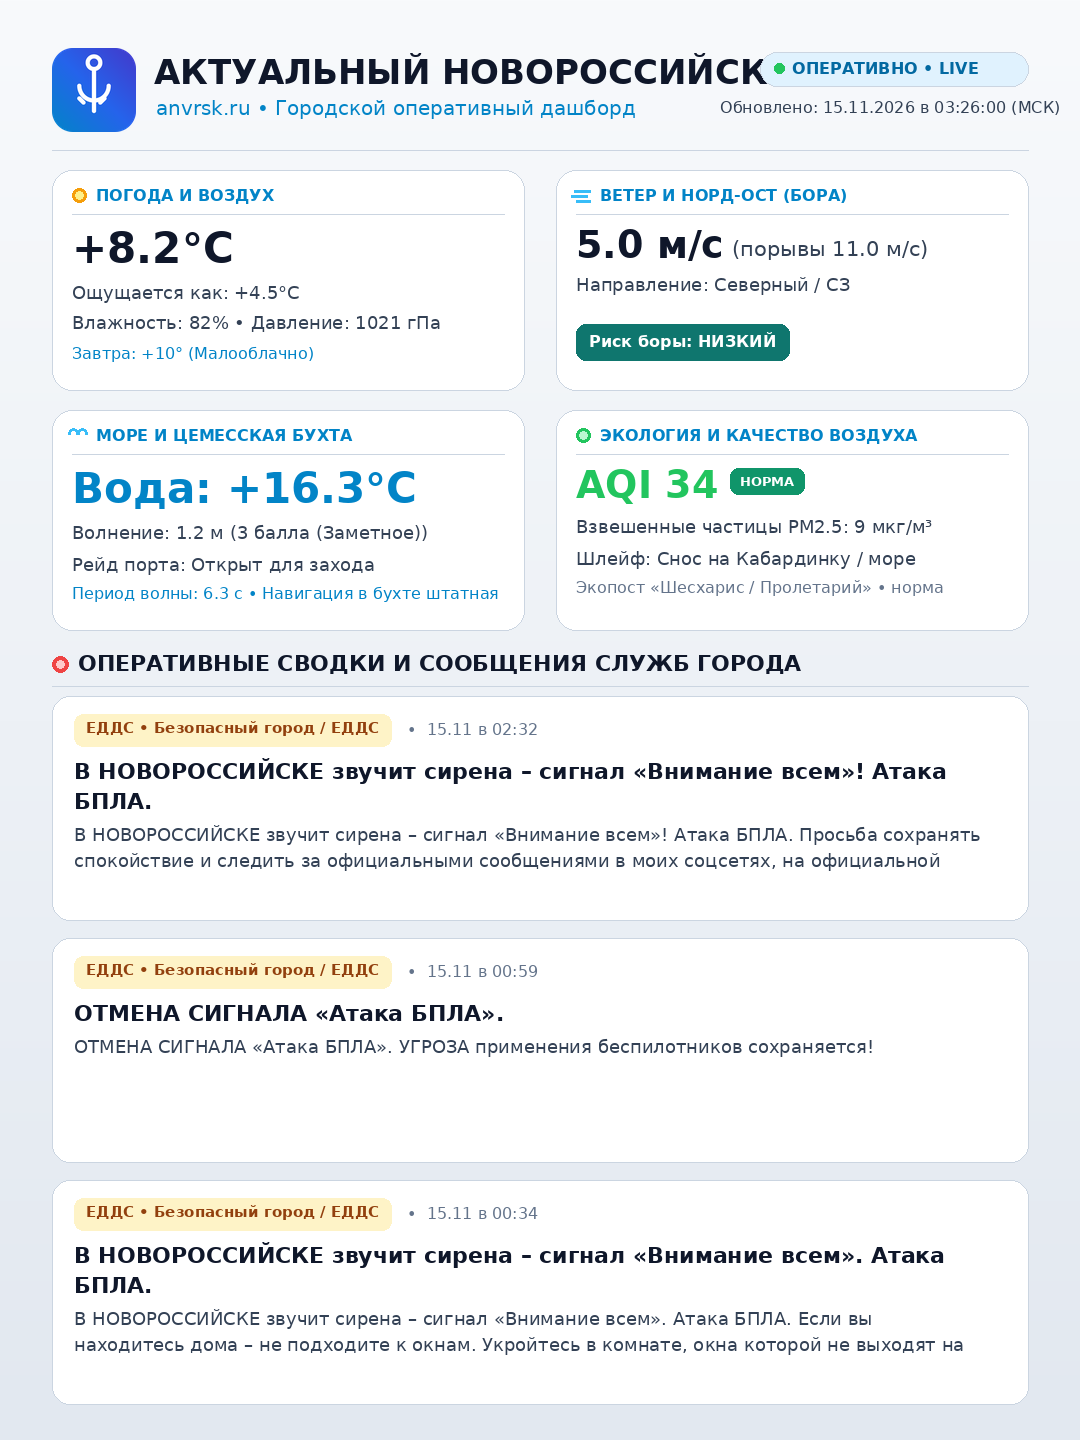 АКТУАЛЬНЫЙ НОВОРОССИЙСК
ОПЕРАТИВНО • LIVE
anvrsk.ru • Городской оперативный дашборд
Обновлено: 15.11.2026 в 03:26:00 (МСК)
ПОГОДА И ВОЗДУХ
+8.2°C
Ощущается как: +4.5°C
Влажность: 82% • Давление: 1021 гПа
Завтра: +10° (Малооблачно)
ВЕТЕР И НОРД-ОСТ (БОРА)
5.0 м/с (порывы 11.0 м/с)
Направление: Северный / СЗ
Риск боры: НИЗКИЙ
МОРЕ И ЦЕМЕССКАЯ БУХТА
Вода: +16.3°C
Волнение: 1.2 м (3 балла (Заметное))
Рейд порта: Открыт для захода
Период волны: 6.3 с • Навигация в бухте штатная
ЭКОЛОГИЯ И КАЧЕСТВО ВОЗДУХА
AQI 34 НОРМА
Взвешенные частицы PM2.5: 9 мкг/м³
Шлейф: Снос на Кабардинку / море
Экопост «Шесхарис / Пролетарий» • норма
ОПЕРАТИВНЫЕ СВОДКИ И СООБЩЕНИЯ СЛУЖБ ГОРОДА
ЕДДС • Безопасный город / ЕДДС • 15.11 в 02:32
В НОВОРОССИЙСКЕ звучит сирена – сигнал «Внимание всем»! Атака
БПЛА.
В НОВОРОССИЙСКЕ звучит сирена – сигнал «Внимание всем»! Атака БПЛА. Просьба сохранять
спокойствие и следить за официальными сообщениями в моих соцсетях, на официальной
ЕДДС • Безопасный город / ЕДДС • 15.11 в 00:59
ОТМЕНА СИГНАЛА «Атака БПЛА».
ОТМЕНА СИГНАЛА «Атака БПЛА». УГРОЗА применения беспилотников сохраняется!
ЕДДС • Безопасный город / ЕДДС • 15.11 в 00:34
В НОВОРОССИЙСКЕ звучит сирена – сигнал «Внимание всем». Атака
БПЛА.
В НОВОРОССИЙСКЕ звучит сирена – сигнал «Внимание всем». Атака БПЛА. Если вы
находитесь дома – не подходите к окнам. Укройтесь в комнате, окна которой не выходят на